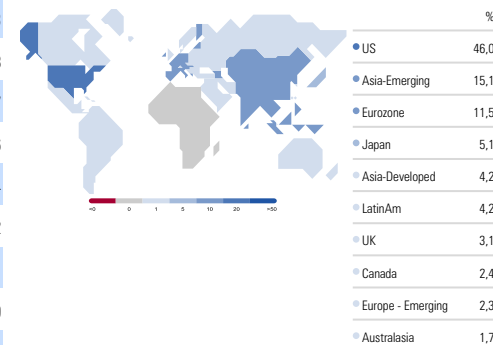 %
US 46,0
Asia-Emerging 15,1
Eurozone 11,5
Japan 5,1
Asia-Developed 4,2
LatinAm 4,2
UK 3,1
Canada 2,4
Europe - Emerging 2,3
Australasia 1,7
<0 0 1 5 10 20 >50